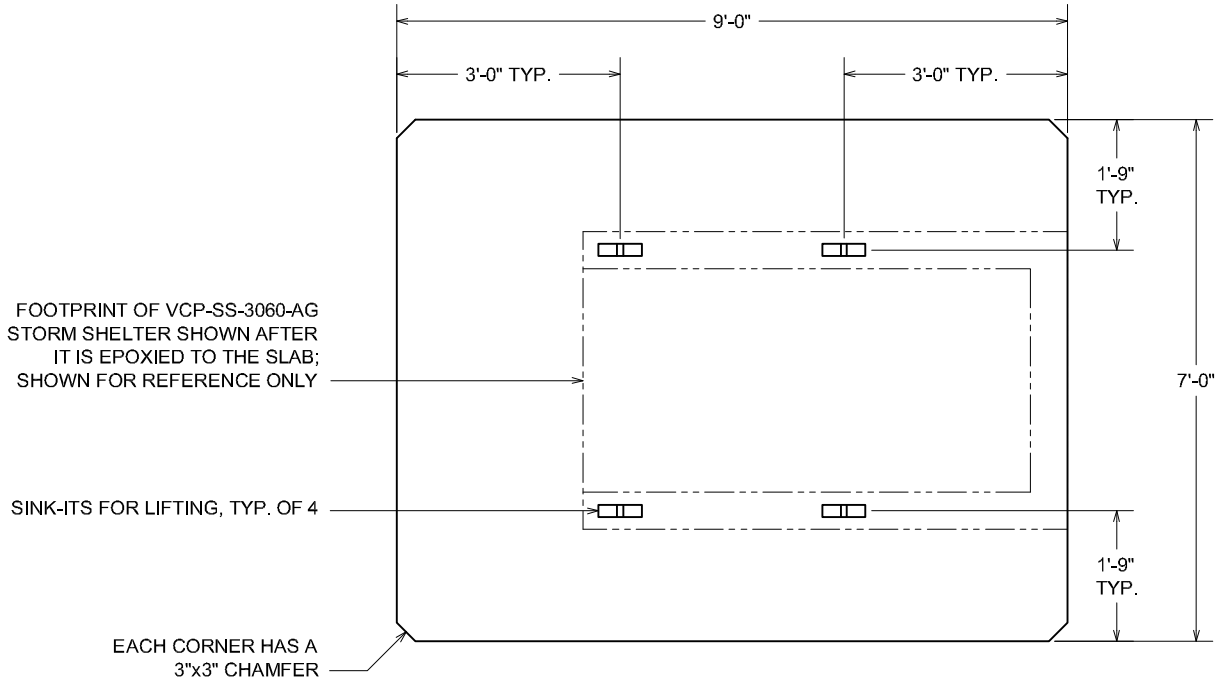 9'-0"
3'-0" TYP.
3'-0" TYP.
1'-9"
TYP.
FOOTPRINT OF VCP-SS-3060-AG
STORM SHELTER SHOWN AFTER
IT IS EPOXIED TO THE SLAB;
SHOWN FOR REFERENCE ONLY
7'-0"
SINK-ITS FOR LIFTING, TYP. OF 4
1'-9"
TYP.
EACH CORNER HAS A
3"x3" CHAMFER